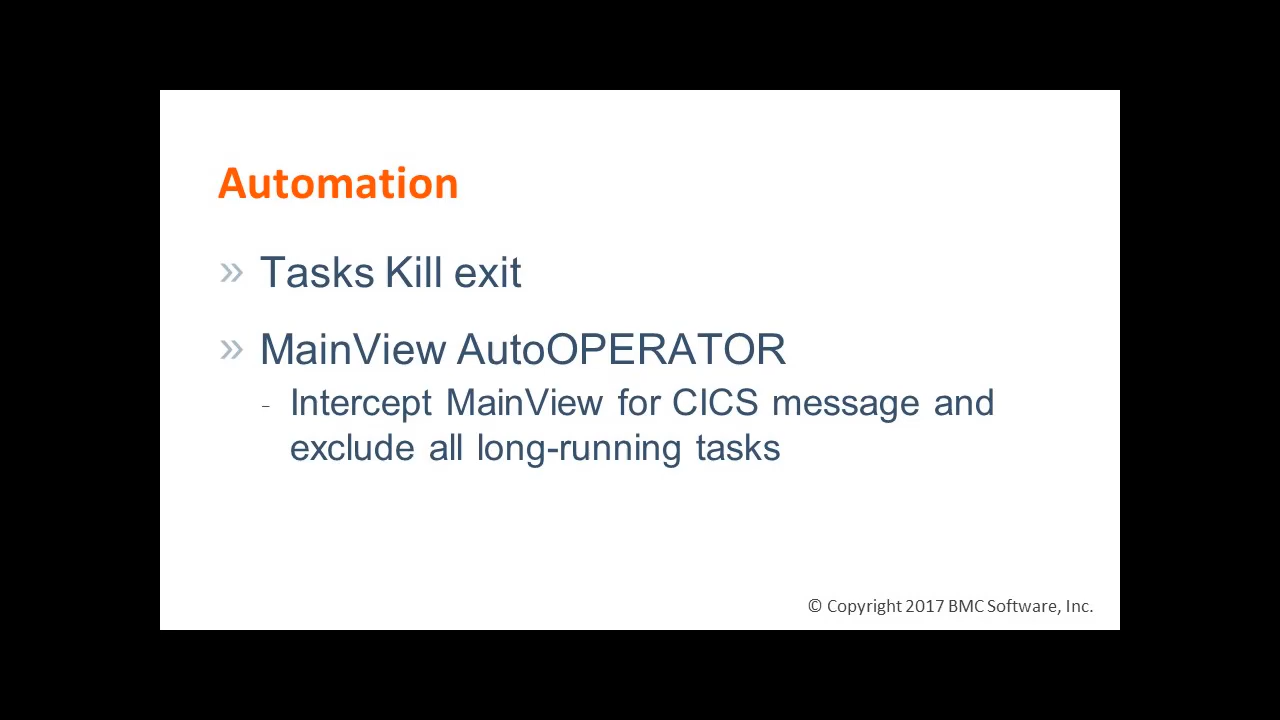 Automation
» Tasks Kill exit
» MainView AutoOPERATOR
- Intercept MainView for CICS message and
exclude all long-running tasks
© Copyright 2017 BMC Software, Inc.